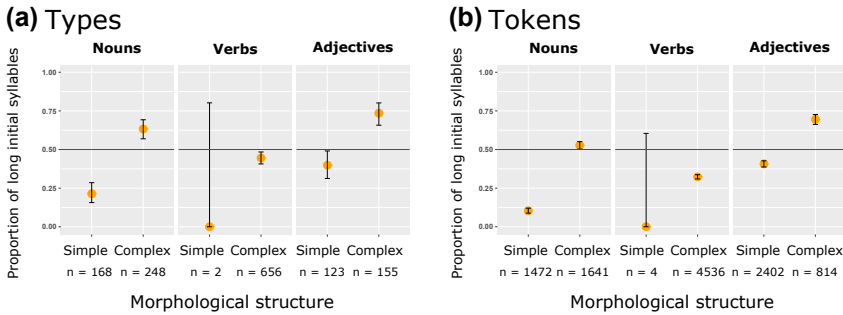 (a) Types
Nouns Verbs Adjectives
Proportion of long initial syllables
1.00
0.75
0.50
0.25
0.00
Simple Complex Simple Complex Simple Complex
n = 168 n = 248 n = 2 n = 656 n = 123 n = 155
Morphological structure
(b) Tokens
Nouns Verbs Adjectives
Proportion of long initial syllables
1.00
0.75
0.50
0.25
0.00
Simple Complex Simple Complex Simple Complex
n = 1472 n = 1641 n = 4 n = 4536 n = 2402 n = 814
Morphological structure